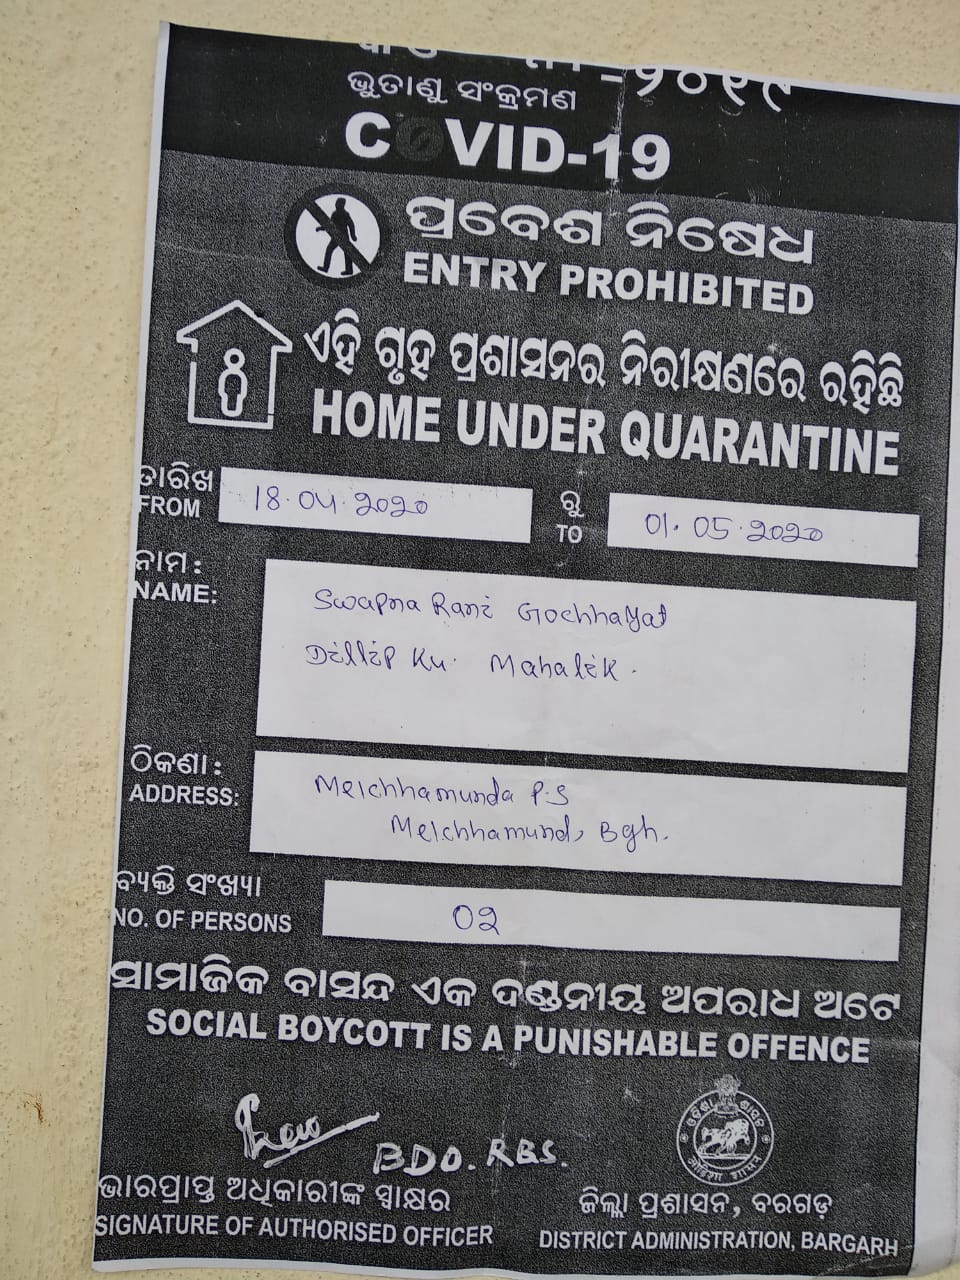 -୨୦୧୯
ଭୁତାଣୁ ସଂକ୍ରମଣ
COVID-19
ପ୍ରବେଶ ନିଷେଧ
ENTRY PROHIBITED
ଏହି ଗୃହ ପ୍ରଶାସନର ନିରୀକ୍ଷଣରେ ରହିଛି
HOME UNDER QUARANTINE
ତାରିଖ 18.04.2020 ରୁ 01.05.2020
FROM TO
ନାମ:
NAME:
Swapna Rani Gochhayat
Dillip Ku. Mahalik.
ଠିକଣା:
ADDRESS:
Melchhamunda P.S
Melchhamund, Bgh.
ବ୍ୟକ୍ତି ସଂଖ୍ୟା
NO. OF PERSONS 02
ସାମାଜିକ ବାସନ୍ଦ ଏକ ଦଣ୍ଡନୀୟ ଅପରାଧ ଅଟେ
SOCIAL BOYCOTT IS A PUNISHABLE OFFENCE
BDO. RBS.
ଭାରପ୍ରାପ୍ତ ଅଧିକାରୀଙ୍କ ସ୍ୱାକ୍ଷର
SIGNATURE OF AUTHORISED OFFICER
ଜିଲ୍ଲା ପ୍ରଶାସନ, ବରଗଡ଼
DISTRICT ADMINISTRATION, BARGARH